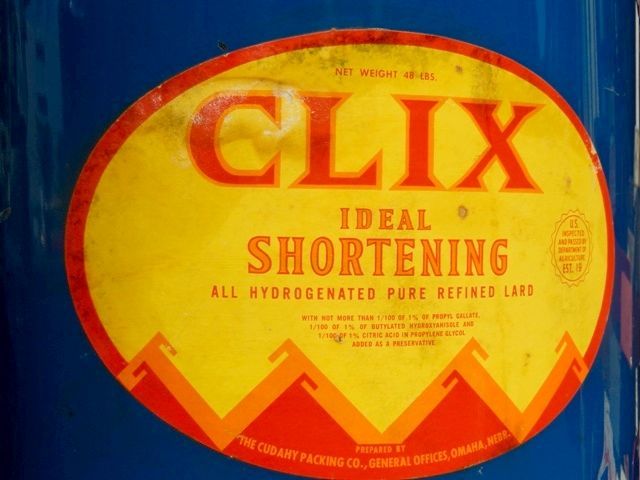 NET WEIGHT 48 LBS.
CLIX
IDEAL
SHORTENING
ALL HYDROGENATED PURE REFINED LARD
U.S.
INSPECTED
AND PASSED BY
DEPARTMENT OF
AGRICULTURE
EST. 19
WITH NOT MORE THAN 1/100 OF 1% OF PROPYL GALLATE,
1/100 OF 1% OF BUTYLATED HYDROXYANISOLE AND
1/100 OF 1% CITRIC ACID IN PROPYLENE GLYCOL
ADDED AS A PRESERVATIVE
PREPARED BY
THE CUDAHY PACKING CO., GENERAL OFFICES, OMAHA, NEBR.